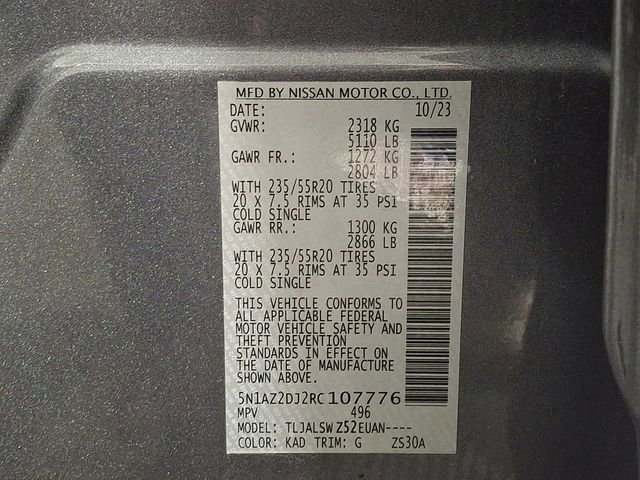 MFD BY NISSAN MOTOR CO., LTD.
DATE: 10/23
GVWR: 2318 KG
5110 LB
GAWR FR.: 1272 KG
2804 LB
WITH 235/55R20 TIRES
20 X 7.5 RIMS AT 35 PSI
COLD SINGLE
GAWR RR.: 1300 KG
2866 LB
WITH 235/55R20 TIRES
20 X 7.5 RIMS AT 35 PSI
COLD SINGLE
THIS VEHICLE CONFORMS TO
ALL APPLICABLE FEDERAL
MOTOR VEHICLE SAFETY AND
THEFT PREVENTION
STANDARDS IN EFFECT ON
THE DATE OF MANUFACTURE
SHOWN ABOVE.
5N1AZ2DJ2RC107776
MPV 496
MODEL: TLJALSWZ52EUAN----
COLOR: KAD TRIM: G ZS30A